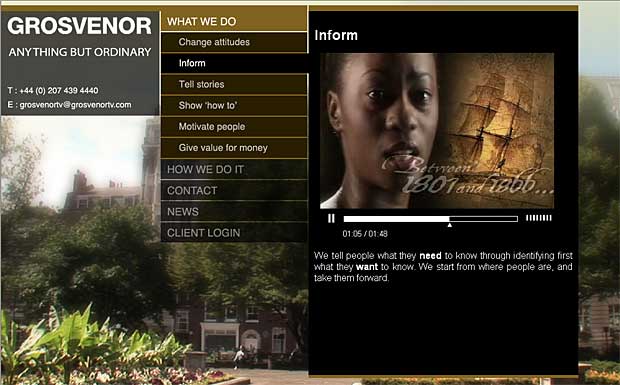 GROSVENOR
ANYTHING BUT ORDINARY
T : +44 (0) 207 439 4440
E : grosvenortv@grosvenortv.com
WHAT WE DO
Change attitudes
Inform
Tell stories
Show ‘how to’
Motivate people
Give value for money
HOW WE DO IT
CONTACT
NEWS
CLIENT LOGIN
Inform
Between
1801 and 1866...
01:05 / 01:48
We tell people what they need to know through identifying first
what they want to know. We start from where people are, and
take them forward.